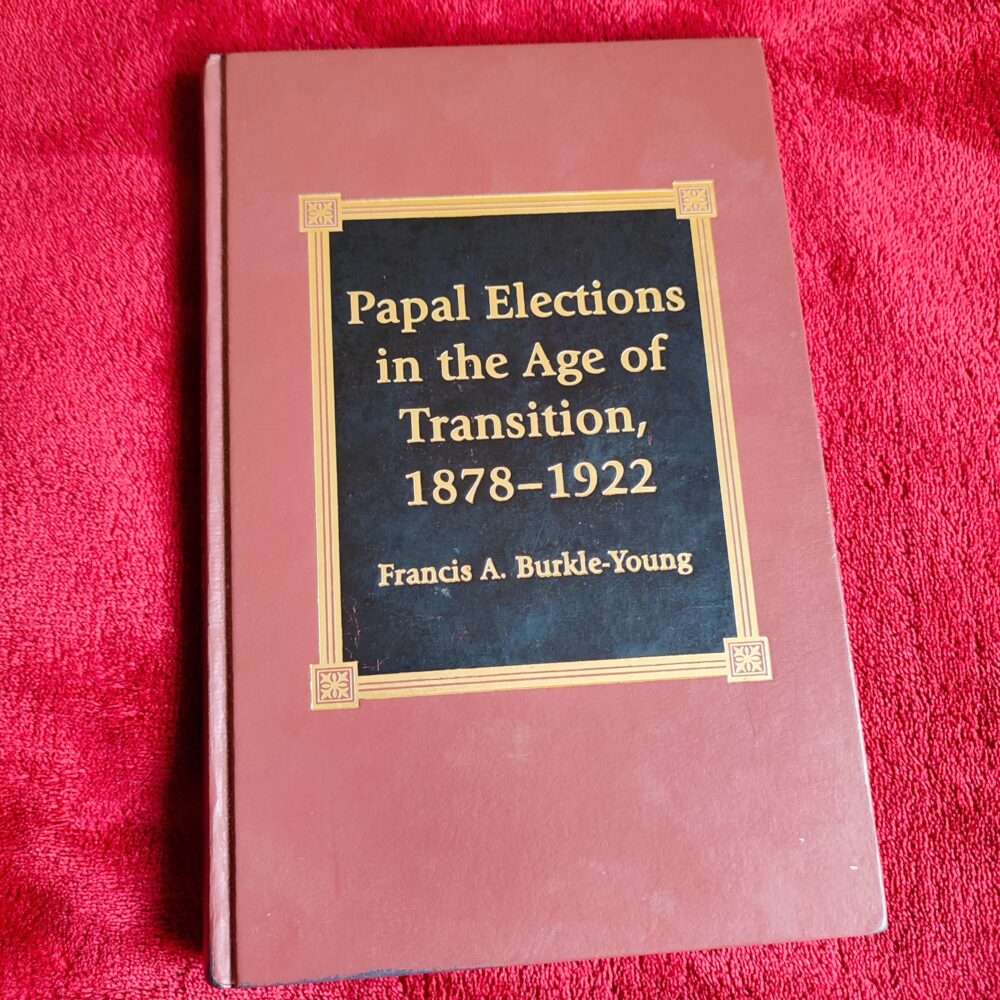 Papal Elections
in the Age of
Transition,
1878–1922
Francis A. Burkle-Young